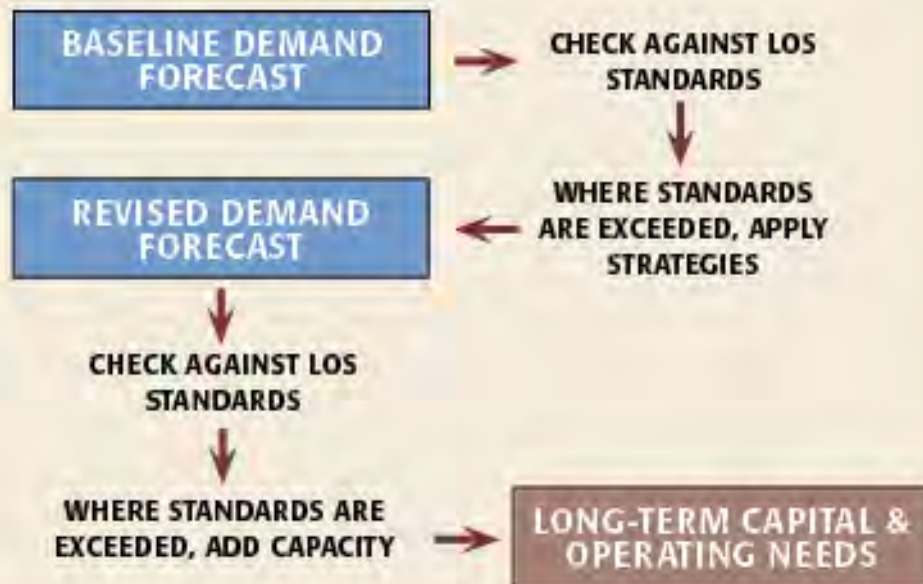 BASELINE DEMAND
FORECAST
CHECK AGAINST LOS
STANDARDS
WHERE STANDARDS
ARE EXCEEDED, APPLY
STRATEGIES
REVISED DEMAND
FORECAST
CHECK AGAINST LOS
STANDARDS
WHERE STANDARDS ARE
EXCEEDED, ADD CAPACITY
LONG-TERM CAPITAL &
OPERATING NEEDS